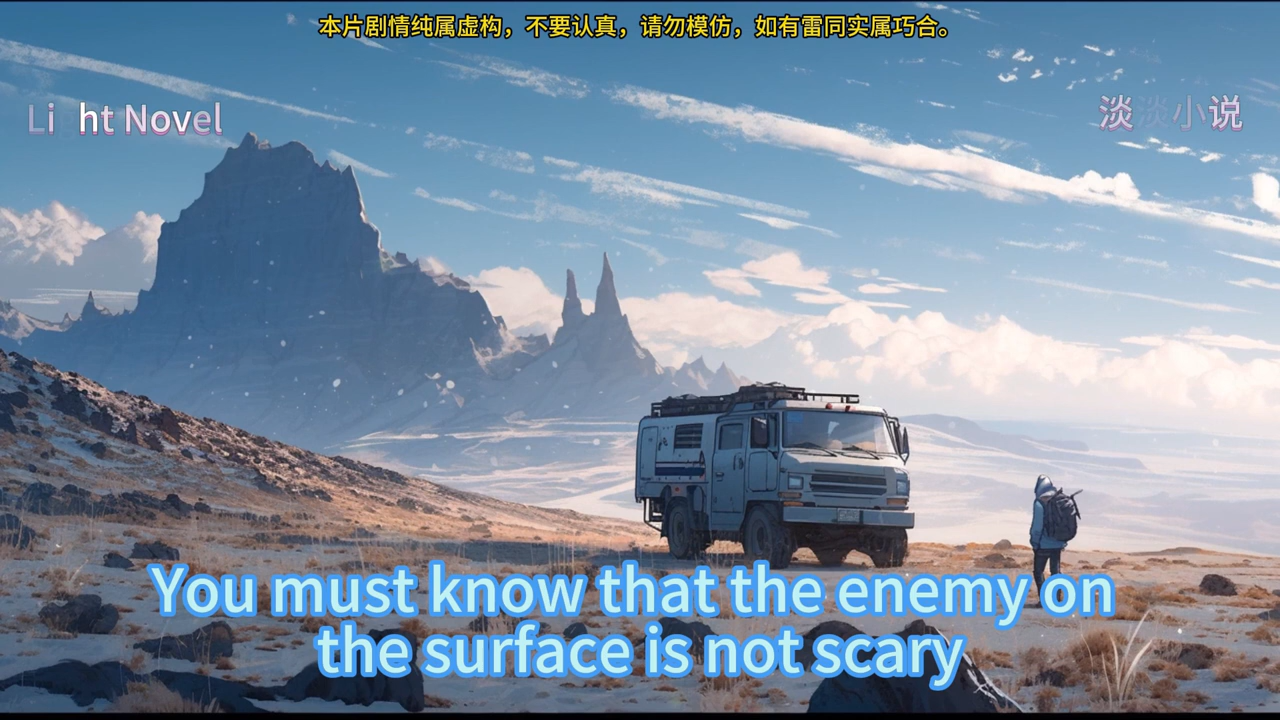 本片剧情纯属虚构，不要认真，请勿模仿，如有雷同实属巧合。
Li ht Novel
淡淡小说
You must know that the enemy on
the surface is not scary